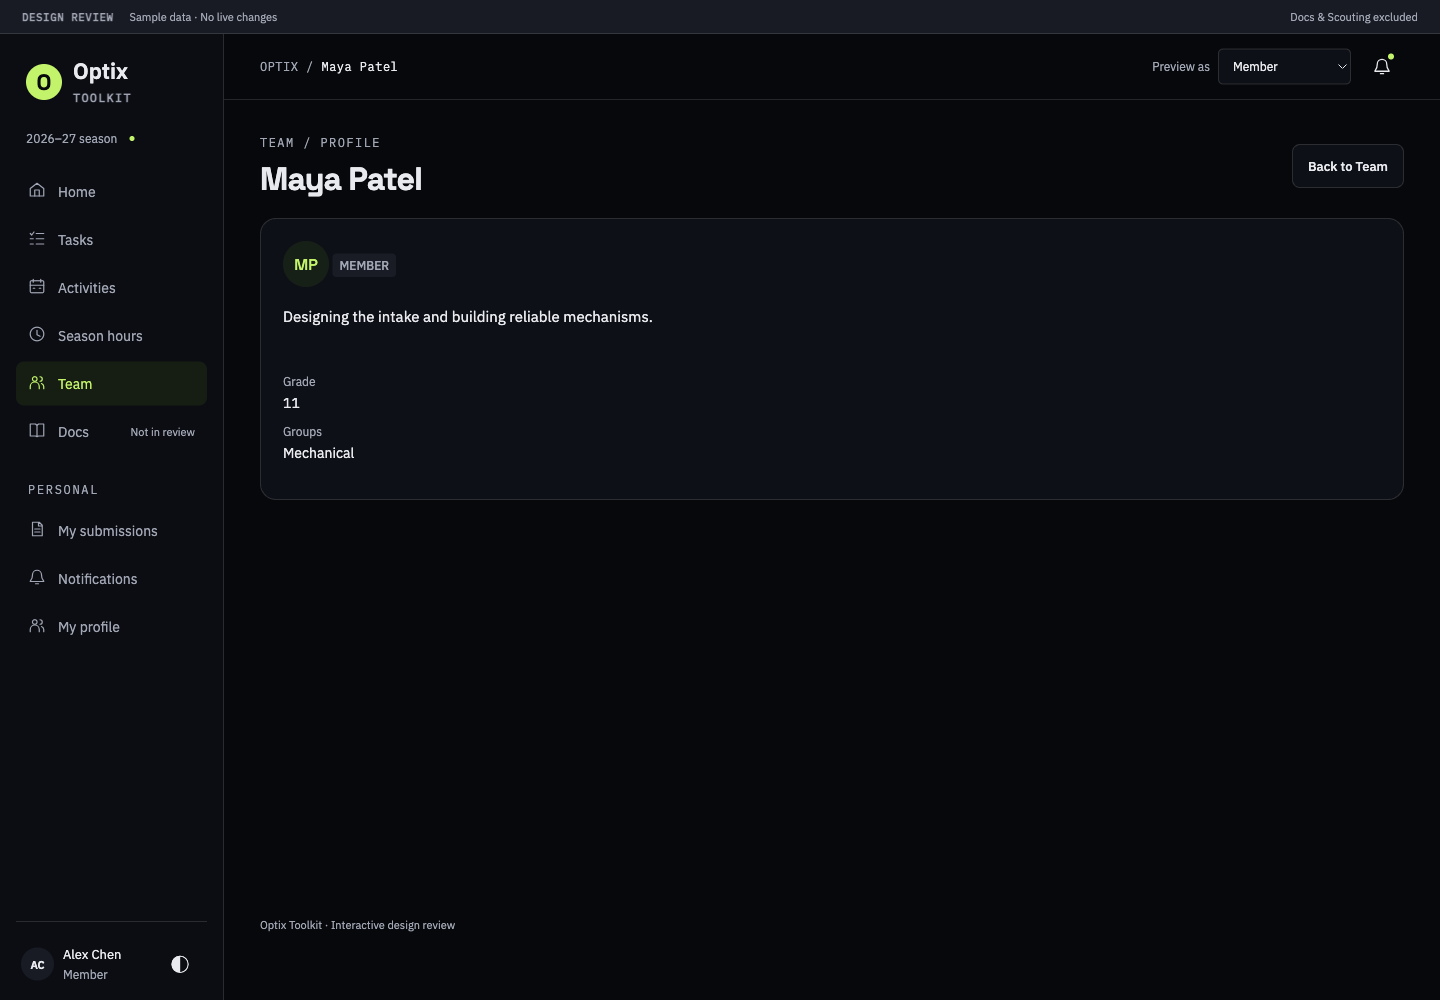 DESIGN REVIEW Sample data · No live changes Docs & Scouting excluded
O Optix
TOOLKIT
2026–27 season
Home
Tasks
Activities
Season hours
Team
Docs Not in review
PERSONAL
My submissions
Notifications
My profile
AC Alex Chen
Member
OPTIX / Maya Patel Preview as Member
TEAM / PROFILE
Maya Patel
Back to Team
MP MEMBER
Designing the intake and building reliable mechanisms.
Grade
11
Groups
Mechanical
Optix Toolkit · Interactive design review